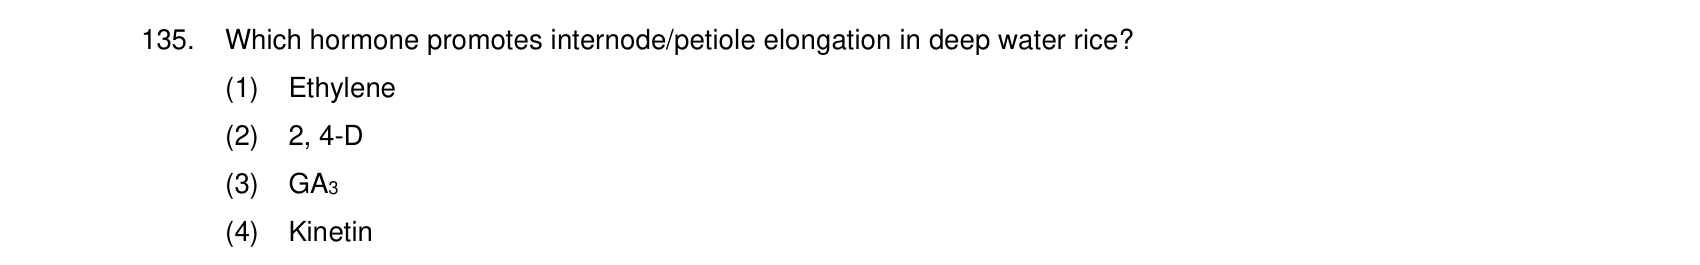 135. Which hormone promotes internode/petiole elongation in deep water rice?
(1) Ethylene
(2) 2, 4-D
(3) GA₃
(4) Kinetin